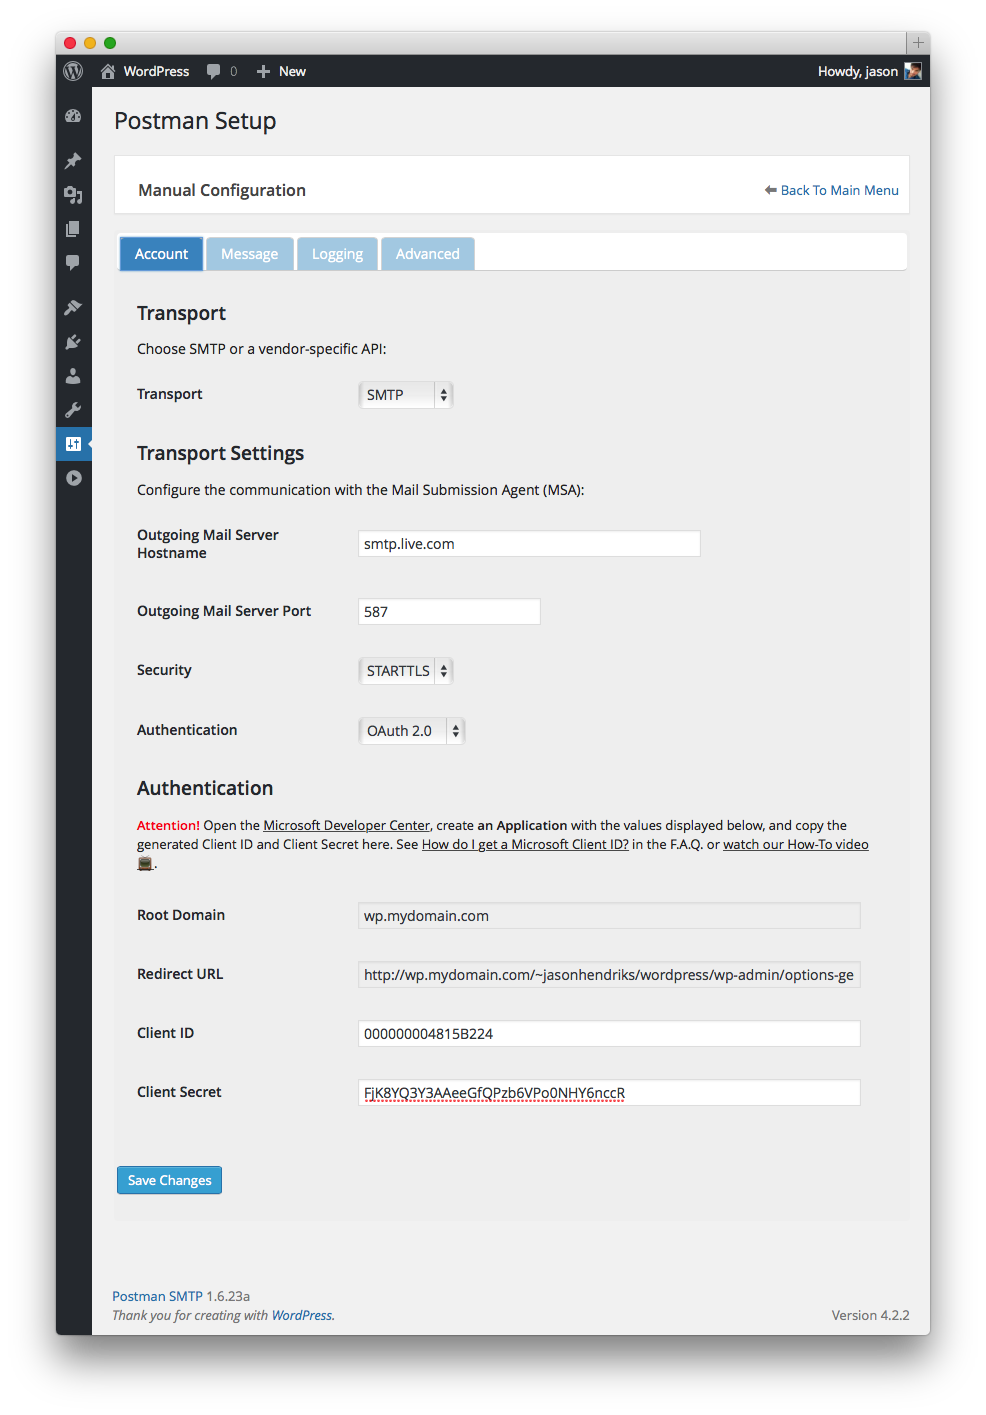 WordPress 0 New Howdy, jason
Postman Setup
Manual Configuration Back To Main Menu
Account Message Logging Advanced
Transport
Choose SMTP or a vendor-specific API:
Transport SMTP
Transport Settings
Configure the communication with the Mail Submission Agent (MSA):
Outgoing Mail Server
Hostname
smtp.live.com
Outgoing Mail Server Port 587
Security STARTTLS
Authentication OAuth 2.0
Authentication
Attention! Open the Microsoft Developer Center, create an Application with the values displayed below, and copy the
generated Client ID and Client Secret here. See How do I get a Microsoft Client ID? in the F.A.Q. or watch our How-To video
.
Root Domain wp.mydomain.com
Redirect URL http://wp.mydomain.com/~jasonhendriks/wordpress/wp-admin/options-ge
Client ID 000000004815B224
Client Secret FjK8YQ3Y3AAeeGfQPzb6VPo0NHY6nccR
Save Changes
Postman SMTP 1.6.23a
Thank you for creating with WordPress. Version 4.2.2